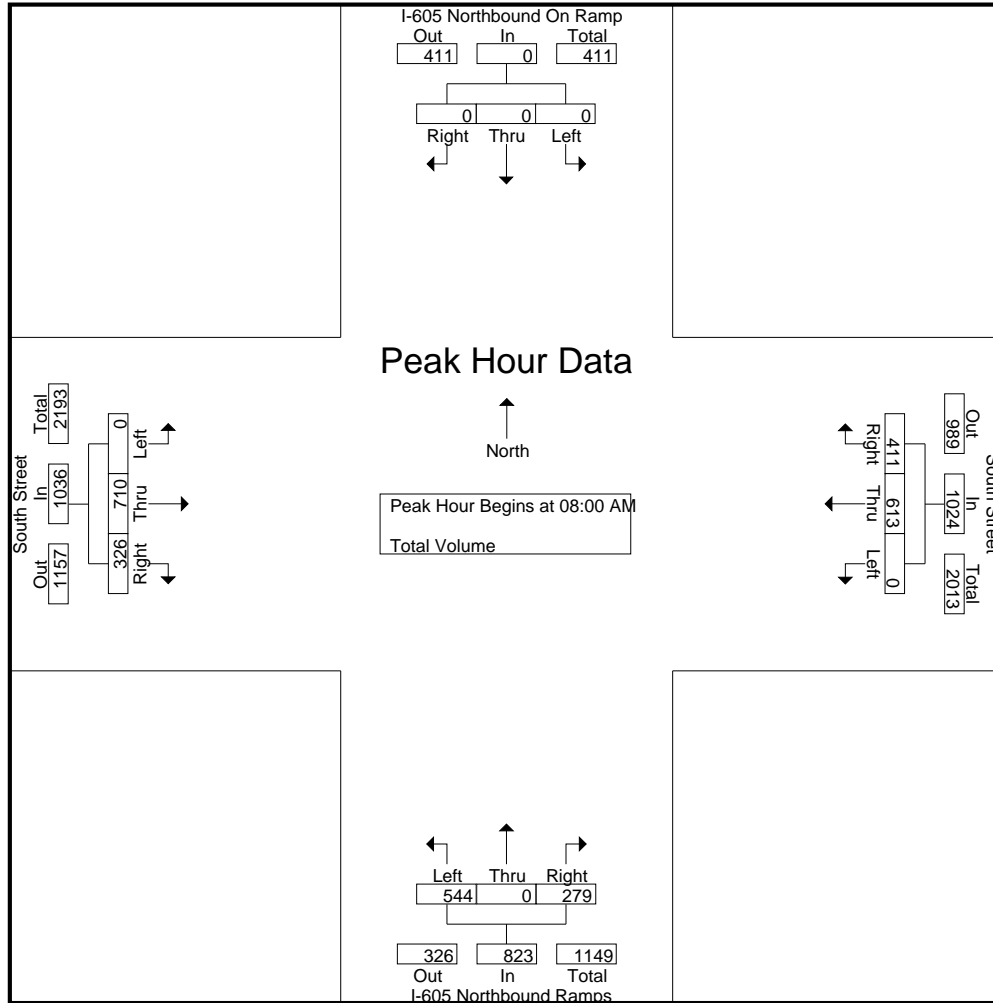 I-605 Northbound On Ramp
Out In Total
411 0 411
0 0 0
Right Thru Left
Peak Hour Data
North
Peak Hour Begins at 08:00 AM
Total Volume
South Street
Out In Total
1157 1036 2193
326 710 0
Right Thru Left
South Street
Out In Total
989 1024 2013
411 613 0
Right Thru Left
Left Thru Right
544 0 279
326 823 1149
Out In Total
I-605 Northbound Ramps